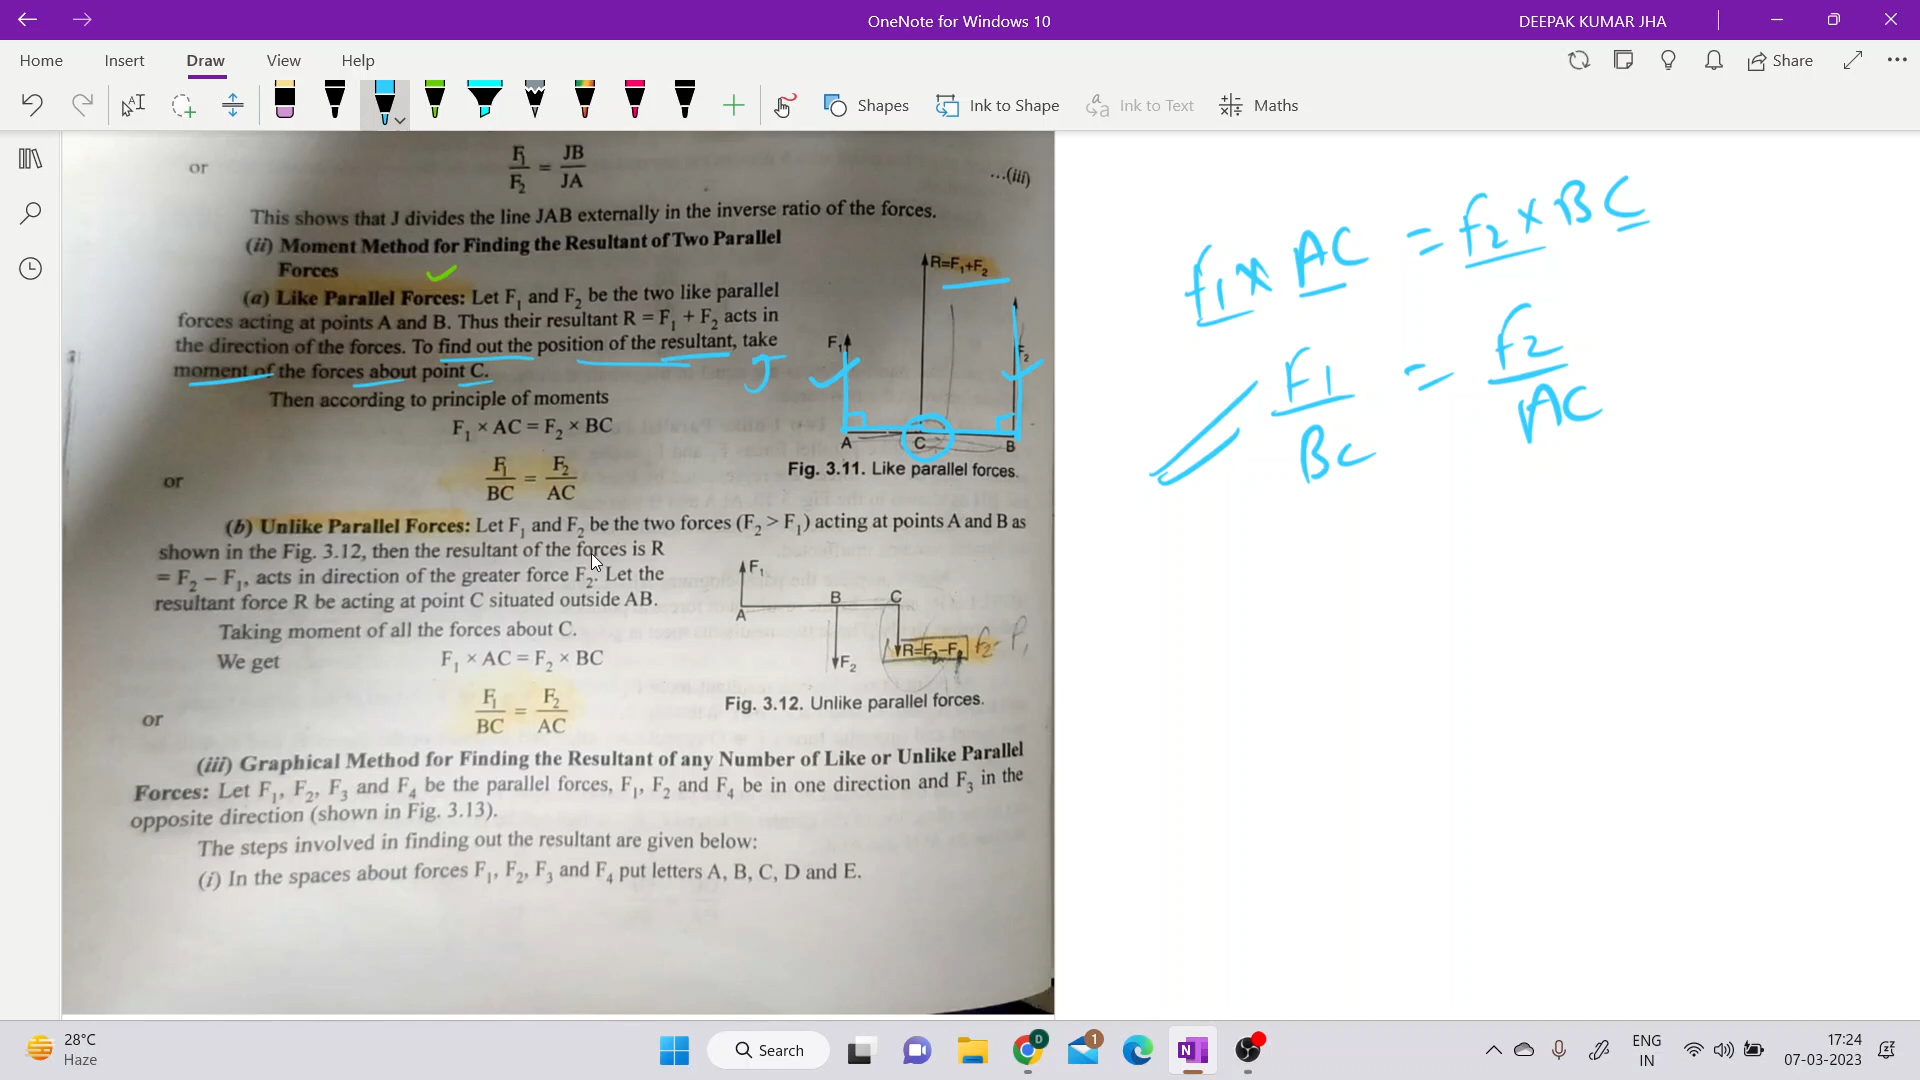 OneNote for Windows 10
DEEPAK KUMAR JHA
Home Insert Draw View Help
Share
Shapes
Ink to Shape
Ink to Text
Maths
or F₁/F₂ = JB/JA ...(iii)
This shows that J divides the line JAB externally in the inverse ratio of the forces.
(ii) Moment Method for Finding the Resultant of Two Parallel
Forces
(a) Like Parallel Forces: Let F₁ and F₂ be the two like parallel
forces acting at points A and B. Thus their resultant R = F₁ + F₂ acts in
the direction of the forces. To find out the position of the resultant, take
moment of the forces about point C.
Then according to principle of moments
F₁ × AC = F₂ × BC
or F₁/BC = F₂/AC
R=F₁+F₂
F₁
F₂
A C B
Fig. 3.11. Like parallel forces.
(b) Unlike Parallel Forces: Let F₁ and F₂ be the two forces (F₂ > F₁) acting at points A and B as
shown in the Fig. 3.12, then the resultant of the forces is R
= F₂ – F₁, acts in direction of the greater force F₂. Let the
resultant force R be acting at point C situated outside AB.
Taking moment of all the forces about C.
We get F₁ × AC = F₂ × BC
or F₁/BC = F₂/AC
F₁
A B C
F₂
R=F₂–F₁ f₂-F₁
Fig. 3.12. Unlike parallel forces.
(iii) Graphical Method for Finding the Resultant of any Number of Like or Unlike Parallel
Forces: Let F₁, F₂, F₃ and F₄ be the parallel forces, F₁, F₂ and F₄ be in one direction and F₃ in the
opposite direction (shown in Fig. 3.13).
The steps involved in finding out the resultant are given below:
(i) In the spaces about forces F₁, F₂, F₃ and F₄ put letters A, B, C, D and E.
f₁ × AC = f₂ × BC
F₁/BC = F₂/AC
28°C
Haze
Search
1
ENG
IN
17:24
07-03-2023